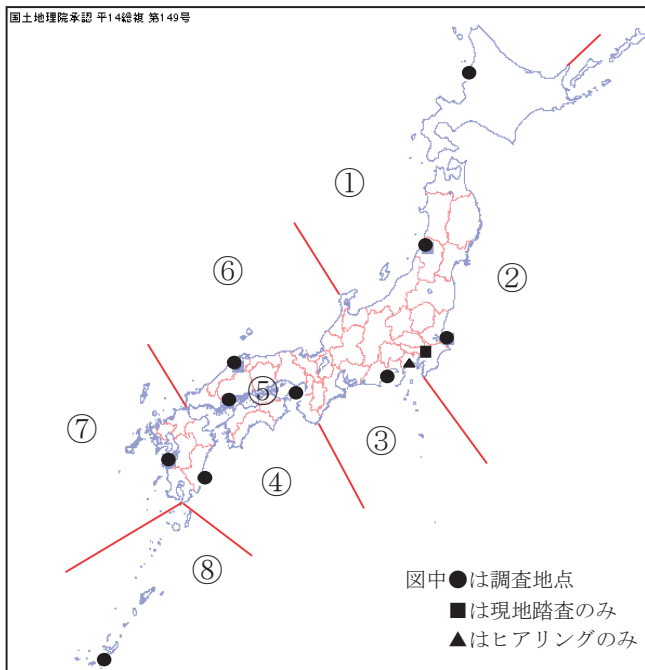 国土地理院承認 平14総複 第149号
①
⑥
②
⑤
⑦
③
④
⑧
図中●は調査地点
■は現地踏査のみ
▲はヒアリングのみ